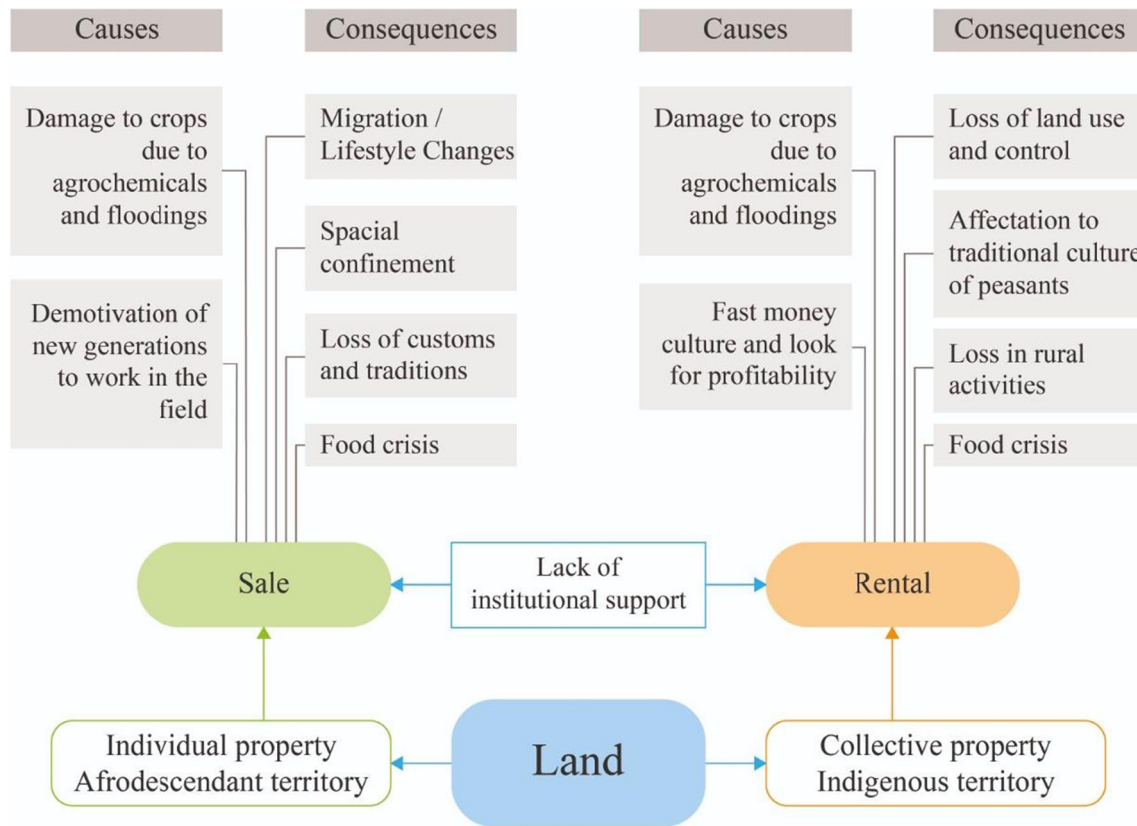 Causes
Consequences
Damage to crops
due to
agrochemicals
and floodings
Demotivation of
new generations
to work in the
field
Migration /
Lifestyle Changes
Spacial
confinement
Loss of customs
and traditions
Food crisis
Causes
Consequences
Damage to crops
due to
agrochemicals
and floodings
Fast money
culture and look
for profitability
Loss of land use
and control
Affectation to
traditional culture
of peasants
Loss in rural
activities
Food crisis
Sale
Lack of
institutional support
Rental
Individual property
Afrodescendant territory
Land
Collective property
Indigenous territory